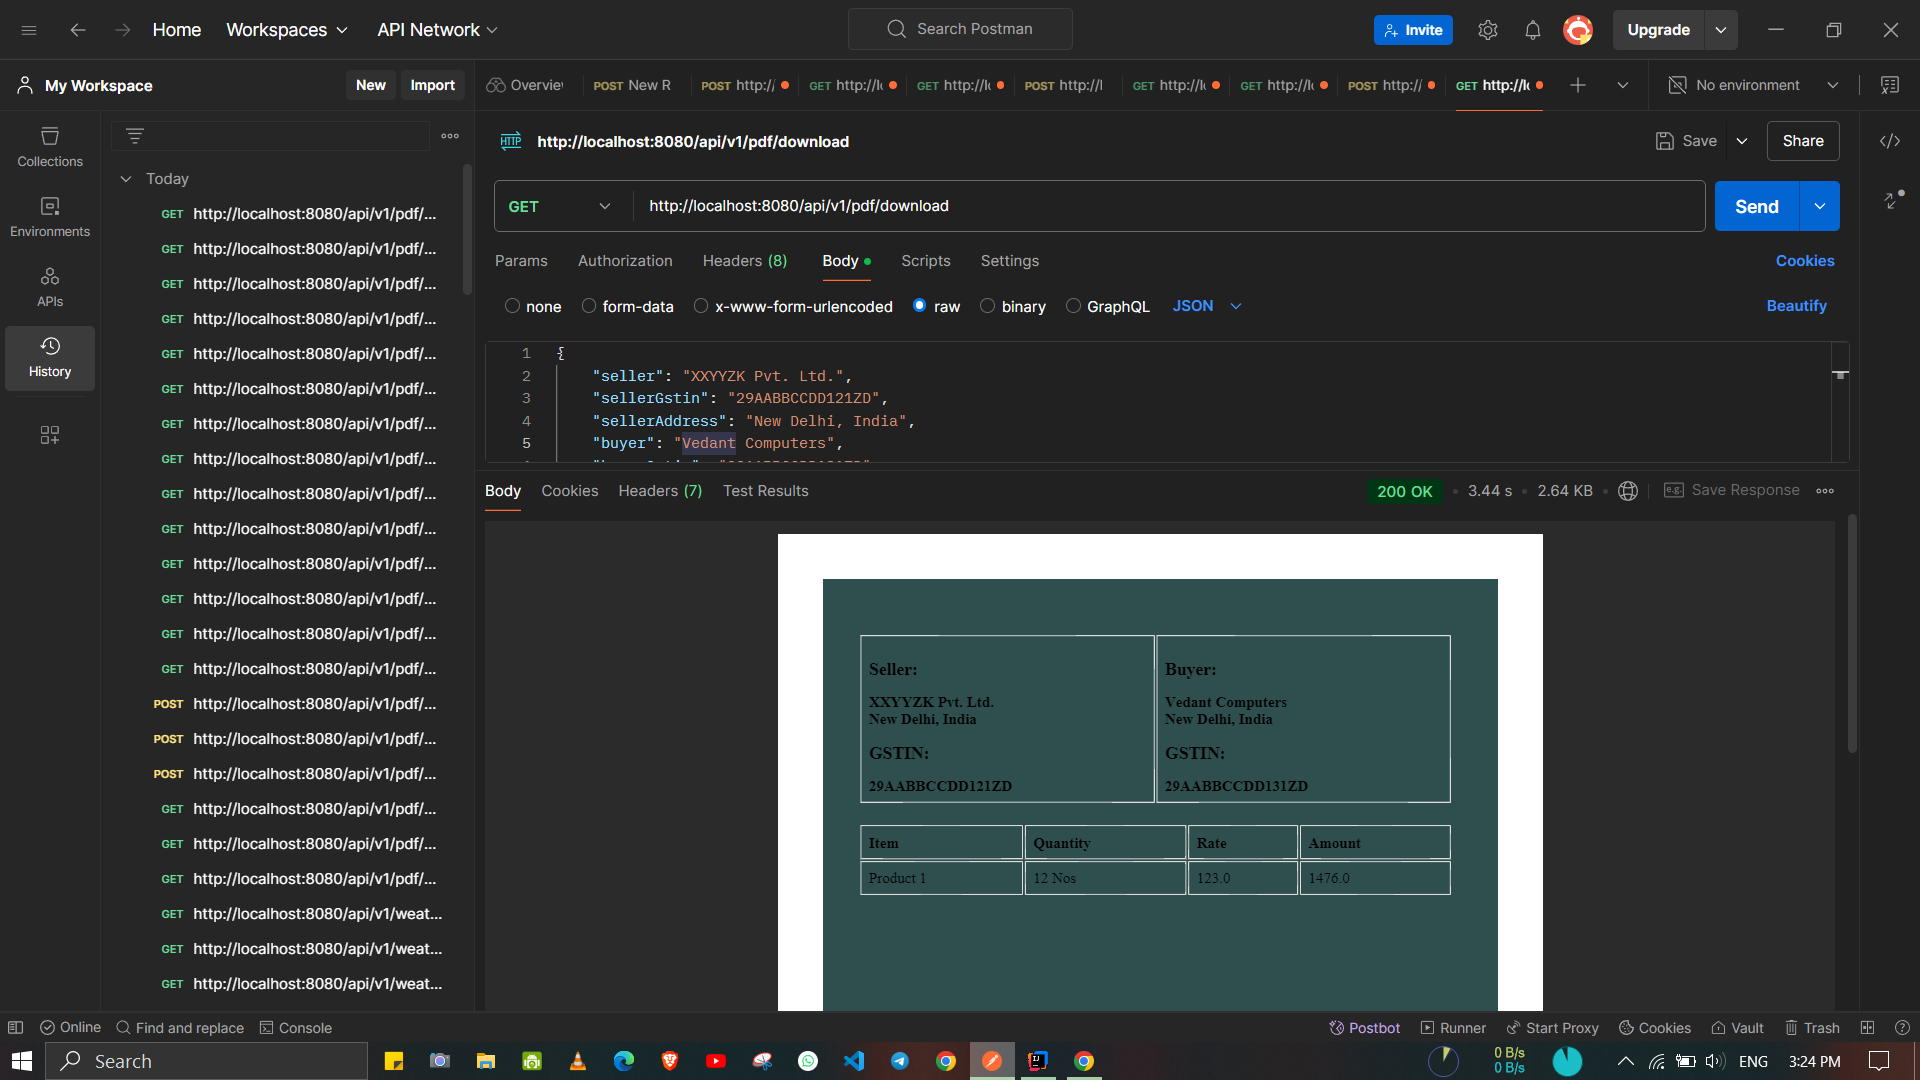 Home
Workspaces
API Network
Search Postman
Invite
Upgrade
My Workspace
New
Import
Overvie
POST New R
POST http:/
GET http://l
GET http://l
POST http://l
GET http://l
GET http://l
POST http:/
GET http://l
No environment
Collections
Environments
APIs
History
Today
GET http://localhost:8080/api/v1/pdf/...
GET http://localhost:8080/api/v1/pdf/...
GET http://localhost:8080/api/v1/pdf/...
GET http://localhost:8080/api/v1/pdf/...
GET http://localhost:8080/api/v1/pdf/...
GET http://localhost:8080/api/v1/pdf/...
GET http://localhost:8080/api/v1/pdf/...
GET http://localhost:8080/api/v1/pdf/...
GET http://localhost:8080/api/v1/pdf/...
GET http://localhost:8080/api/v1/pdf/...
GET http://localhost:8080/api/v1/pdf/...
GET http://localhost:8080/api/v1/pdf/...
GET http://localhost:8080/api/v1/pdf/...
GET http://localhost:8080/api/v1/pdf/...
POST http://localhost:8080/api/v1/pdf/...
POST http://localhost:8080/api/v1/pdf/...
POST http://localhost:8080/api/v1/pdf/...
GET http://localhost:8080/api/v1/pdf/...
GET http://localhost:8080/api/v1/pdf/...
GET http://localhost:8080/api/v1/pdf/...
GET http://localhost:8080/api/v1/weat...
GET http://localhost:8080/api/v1/weat...
GET http://localhost:8080/api/v1/weat...
HTTP http://localhost:8080/api/v1/pdf/download
Save
Share
GET
http://localhost:8080/api/v1/pdf/download
Send
Params
Authorization
Headers (8)
Body
Scripts
Settings
Cookies
none
form-data
x-www-form-urlencoded
raw
binary
GraphQL
JSON
Beautify
1 {
2 "seller": "XXYYZK Pvt. Ltd.",
3 "sellerGstin": "29AABBCCDD121ZD",
4 "sellerAddress": "New Delhi, India",
5 "buyer": "Vedant Computers",
Body
Cookies
Headers (7)
Test Results
200 OK
3.44 s
2.64 KB
e.g.
Save Response
Seller:
XXYYZK Pvt. Ltd.
New Delhi, India
GSTIN:
29AABBCCDD121ZD
Buyer:
Vedant Computers
New Delhi, India
GSTIN:
29AABBCCDD131ZD
Item Quantity Rate Amount
Product 1 12 Nos 123.0 1476.0
Online
Find and replace
Console
Postbot
Runner
Start Proxy
Cookies
Vault
Trash
Search
0 B/s
0 B/s
ENG
3:24 PM